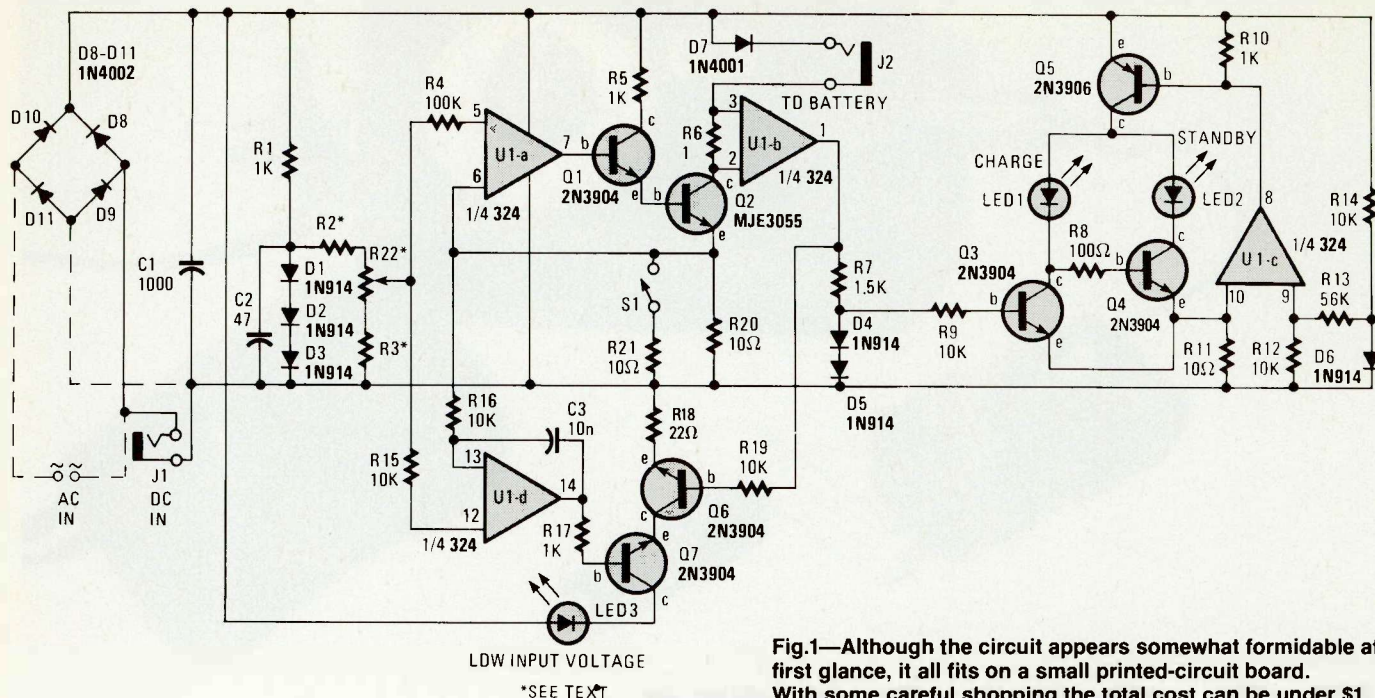 D8-D11
1N4002
D10
D8
D11
D9
C1
1000
J1
DC
IN
AC
IN
R1
1K
R2*
R22*
R3*
D1
1N914
D2
1N914
D3
1N914
C2
47
R4
100K
5
6
7
U1-a
1/4 324
R5
1K
b
c
e
Q1
2N3904
b
c
e
Q2
MJE3055
D7
1N4001
J2
TO BATTERY
R6
1
3
2
1
U1-b
1/4 324
S1
R21
10Ω
R20
10Ω
R7
1.5K
D4
1N914
D5
1N914
R9
10K
Q3
2N3904
b
c
e
R8
100Ω
b
c
e
Q4
2N3904
CHARGE
LED1
STANDBY
LED2
Q5
2N3906
e
b
c
R10
1K
8
1/4 324
U1-c
10
9
R11
10Ω
R12
10K
R13
56K
R14
10K
D6
1N914
R15
10K
R16
10K
C3
10n
13
12
14
U1-d
1/4 324
R17
1K
R18
22Ω
R19
10K
e
b
c
Q6
2N3904
e
b
c
Q7
2N3904
LED3
LOW INPUT VOLTAGE
*SEE TEXT
Fig.1—Although the circuit appears somewhat formidable at
first glance, it all fits on a small printed-circuit board.
With some careful shopping the total cost can be under $1